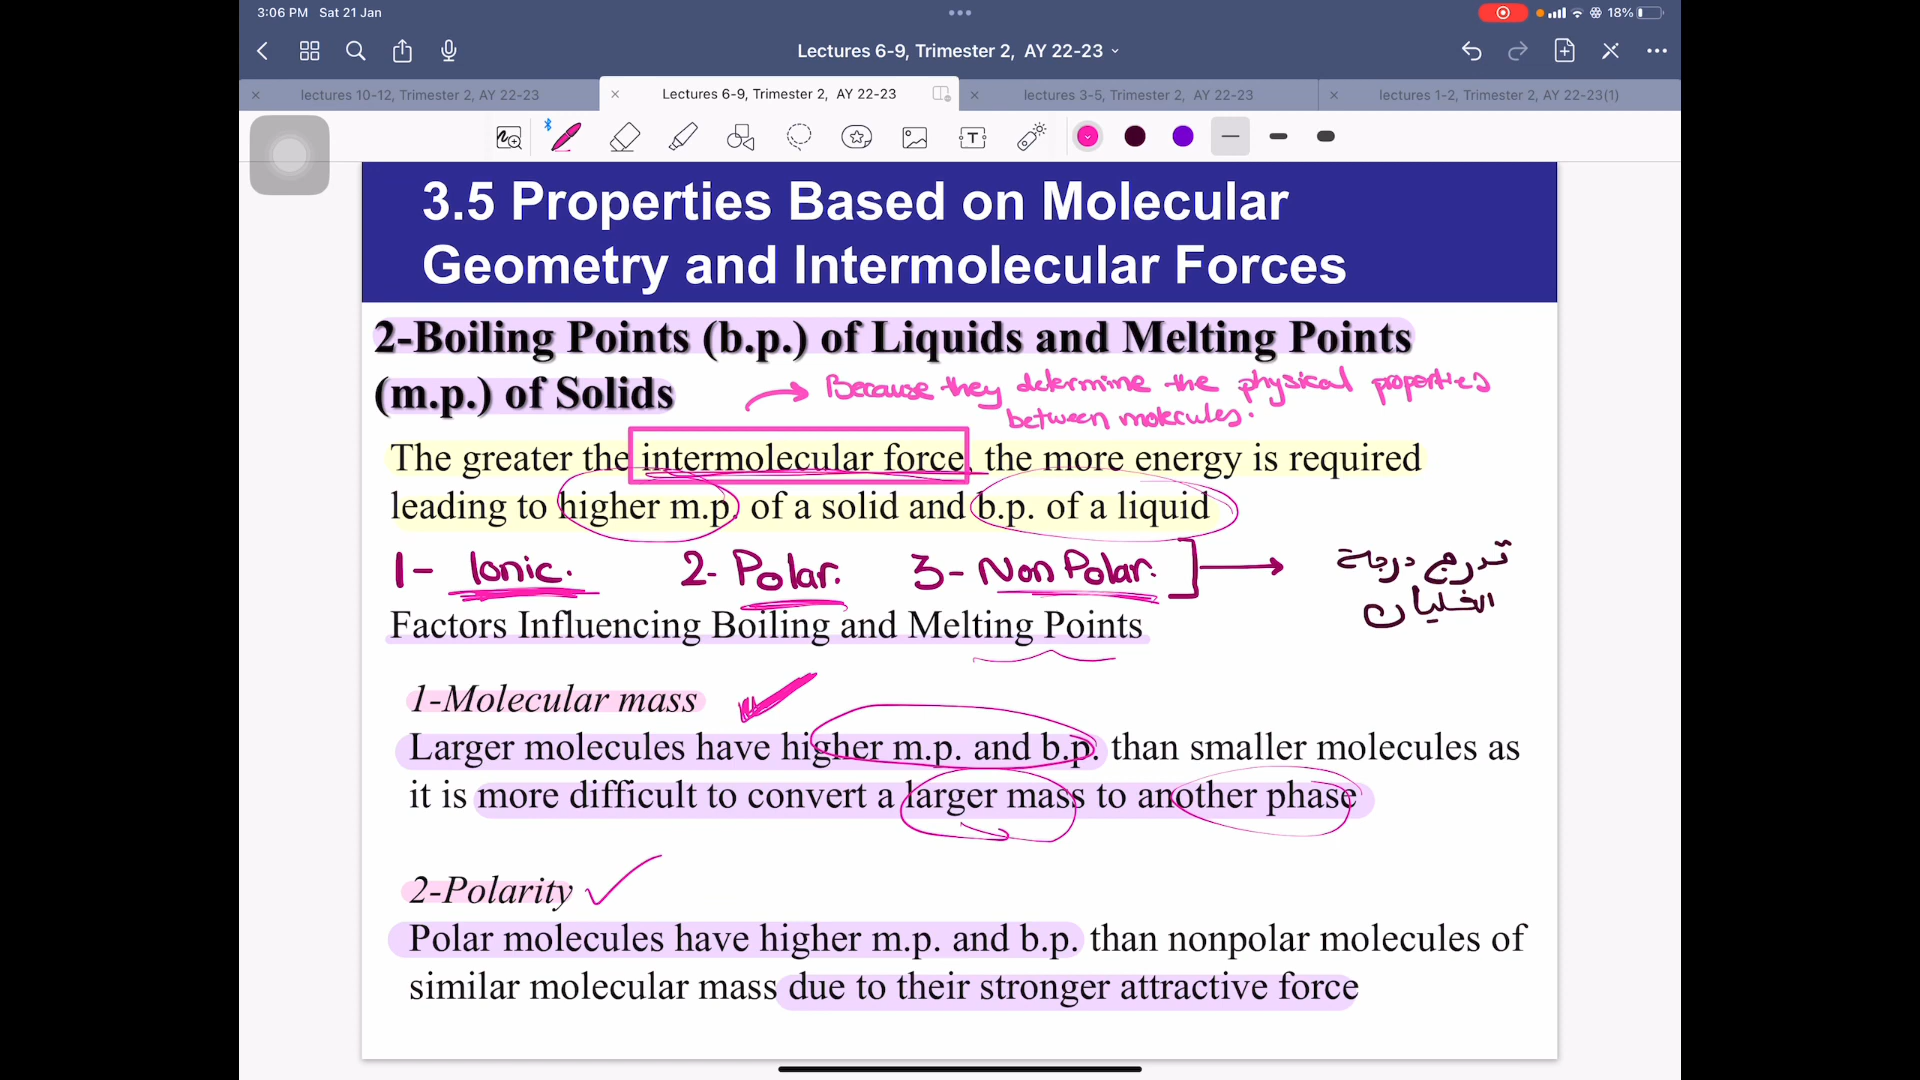 3:06 PM Sat 21 Jan
18%
Lectures 6-9, Trimester 2, AY 22-23
lectures 10-12, Trimester 2, AY 22-23
Lectures 6-9, Trimester 2, AY 22-23
lectures 3-5, Trimester 2, AY 22-23
lectures 1-2, Trimester 2, AY 22-23(1)
3.5 Properties Based on Molecular
Geometry and Intermolecular Forces
2-Boiling Points (b.p.) of Liquids and Melting Points
(m.p.) of Solids
Because they determine the physical properties
between molecules.
The greater the intermolecular force, the more energy is required
leading to higher m.p. of a solid and b.p. of a liquid
1- Ionic. 2- Polar. 3- Non Polar.
تدرج درجة
الغليان
Factors Influencing Boiling and Melting Points
1-Molecular mass
Larger molecules have higher m.p. and b.p. than smaller molecules as
it is more difficult to convert a larger mass to another phase
2-Polarity
Polar molecules have higher m.p. and b.p. than nonpolar molecules of
similar molecular mass due to their stronger attractive force